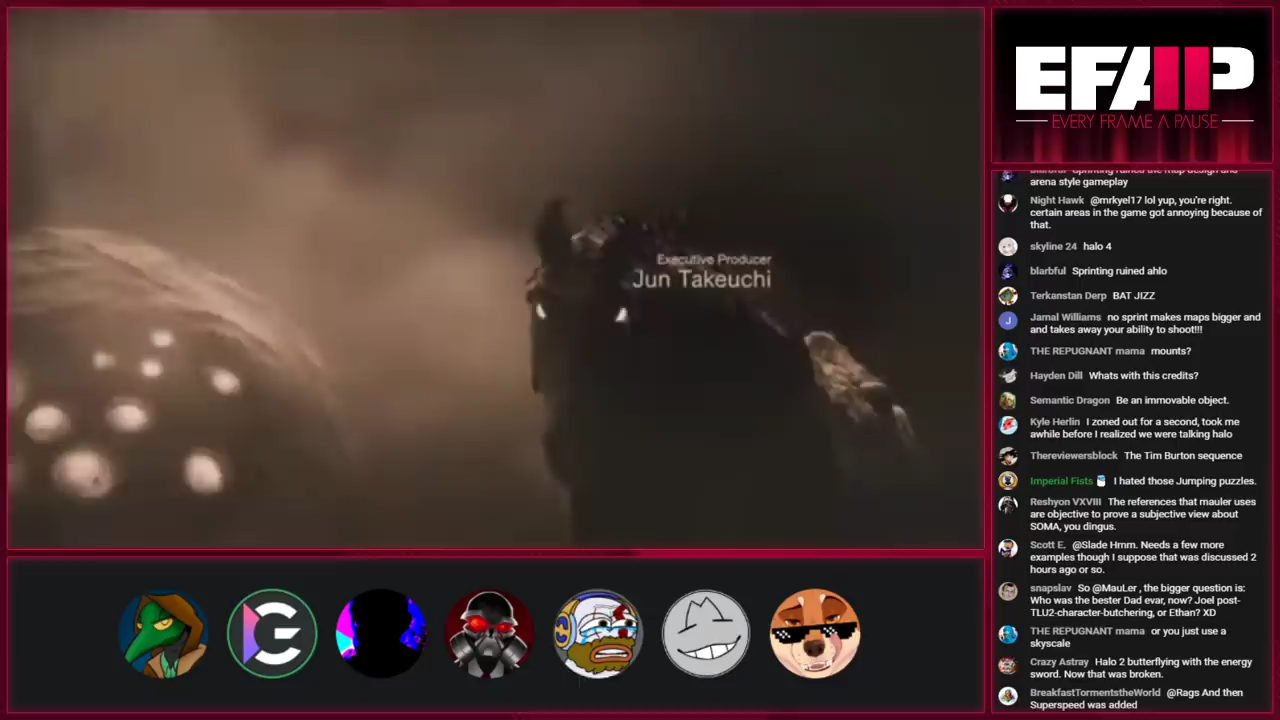 Executive Producer
Jun Takeuchi
EFAP
EVERY FRAME A PAUSE
blarbful Sprinting ruined the map design and
arena style gameplay
Night Hawk @mrkyel17 lol yup, you're right.
certain areas in the game got annoying because of
that.
skyline 24 halo 4
blarbful Sprinting ruined ahlo
Terkanstan Derp BAT JIZZ
J
Jamal Williams no sprint makes maps bigger and
and takes away your ability to shoot!!!
THE REPUGNANT mama mounts?
Hayden Dill Whats with this credits?
Semantic Dragon Be an immovable object.
Kyle Herlin I zoned out for a second, took me
awhile before I realized we were talking halo
Thereviewersblock The Tim Burton sequence
Imperial Fists I hated those Jumping puzzles.
Reshyon VXVIII The references that mauler uses
are objective to prove a subjective view about
SOMA, you dingus.
Scott E. @Slade Hmm. Needs a few more
examples though I suppose that was discussed 2
hours ago or so.
snapslav So @MauLer , the bigger question is:
Who was the bester Dad evar, now? Joel post-
TLU2-character-butchering, or Ethan? XD
THE REPUGNANT mama or you just use a
skyscale
Crazy Astray Halo 2 butterflying with the energy
sword. Now that was broken.
BreakfastTormentstheWorld @Rags And then
Superspeed was added